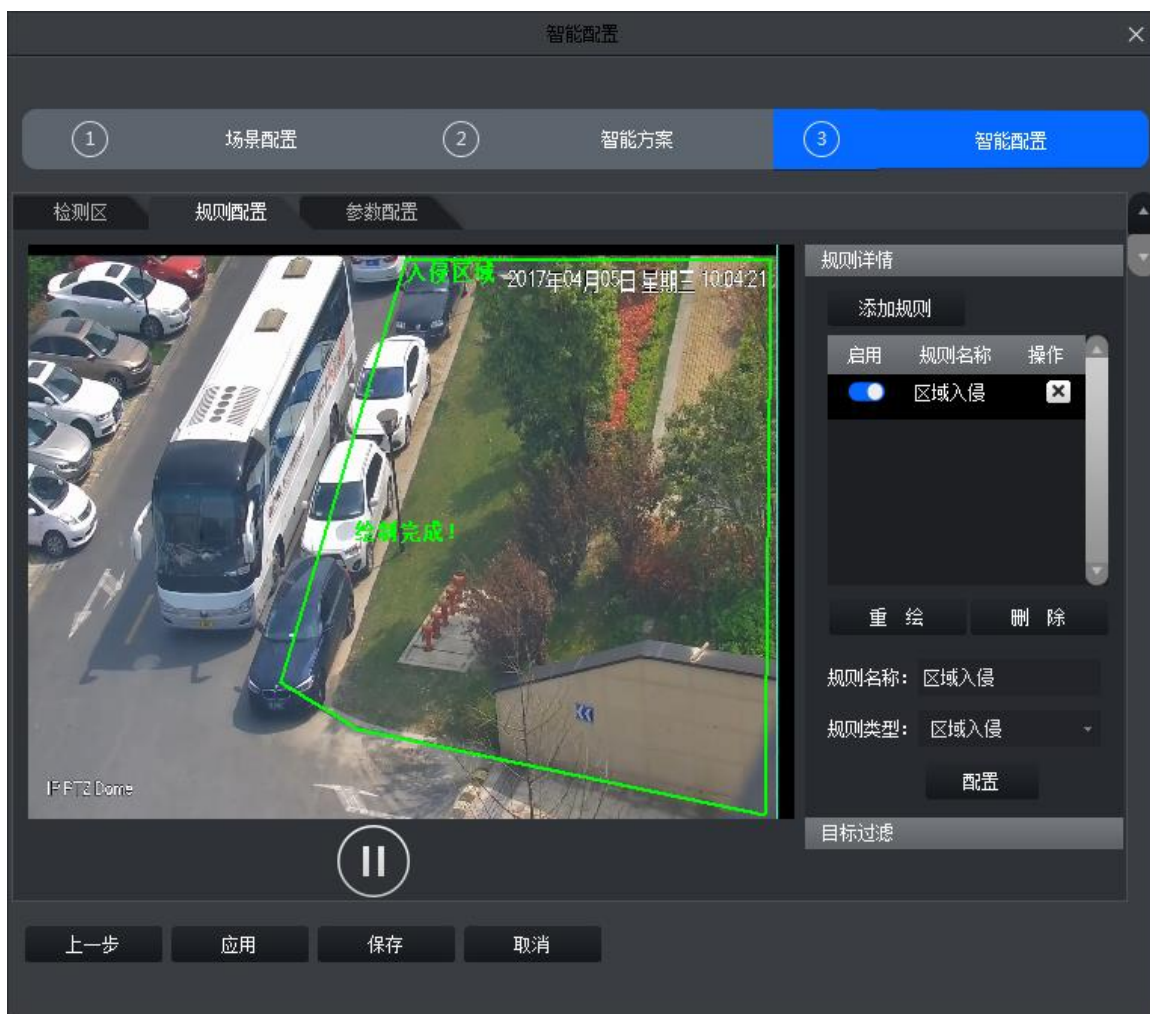 智能配置
1 场景配置 2 智能方案 3 智能配置
检测区 规则配置 参数配置
入侵区域
2017年04月05日 星期三 10:04:21
绘制完成!
IP PTZ Dome
规则详情
添加规则
启用 规则名称 操作
区域入侵
重 绘 删 除
规则名称: 区域入侵
规则类型: 区域入侵
配置
目标过滤
上一步 应用 保存 取消